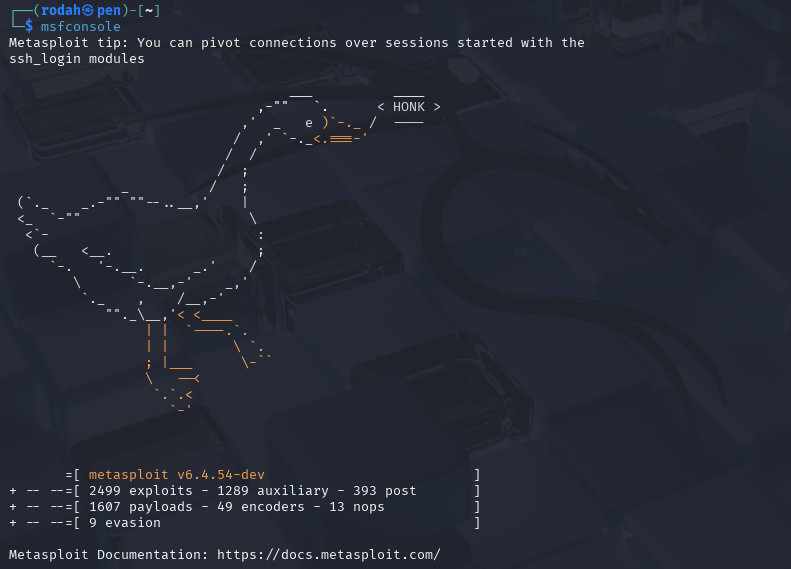 ┌──(rodah㉿pen)-[~]
└─$ msfconsole
Metasploit tip: You can pivot connections over sessions started with the
ssh_login modules
< HONK >
e
=[ metasploit v6.4.54-dev ]
+ -- --=[ 2499 exploits - 1289 auxiliary - 393 post ]
+ -- --=[ 1607 payloads - 49 encoders - 13 nops ]
+ -- --=[ 9 evasion ]
Metasploit Documentation: https://docs.metasploit.com/